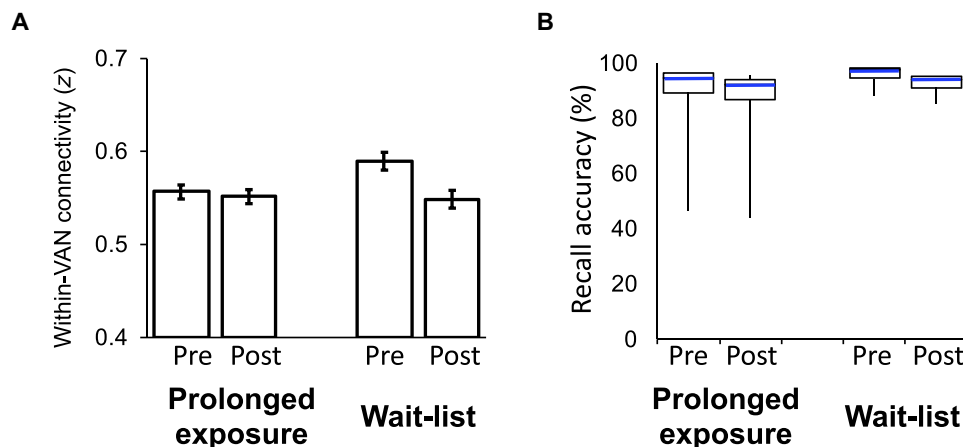 A
Within-VAN connectivity (z)
0.7
0.6
0.5
0.4
Pre Post Pre Post
Prolonged exposure
Wait-list
B
Recall accuracy (%)
100
80
60
40
20
0
Pre Post Pre Post
Prolonged exposure
Wait-list